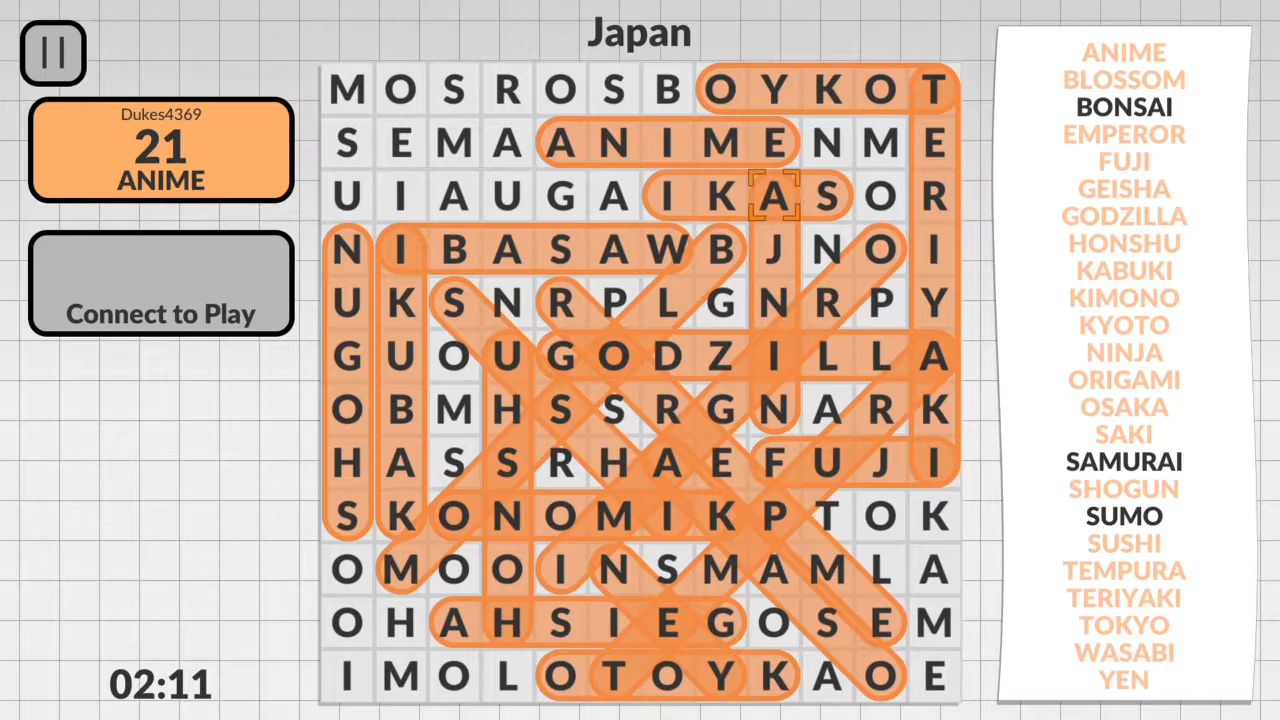 Japan
Dukes4369
21
ANIME
Connect to Play
02:11
M O S R O S B O Y K O T
S E M A A N I M E N M E
U I A U G A I K A S O R
N I B A S A W B J N O I
U K S N R P L G N R P Y
G U O U G O D Z I L L A
O B M H S S R G N A R K
H A S S R H A E F U J I
S K O N O M I K P T O K
O M O O I N S M A M L A
O H A H S I E G O S E M
I M O L O T O Y K A O E
ANIME
BLOSSOM
BONSAI
EMPEROR
FUJI
GEISHA
GODZILLA
HONSHU
KABUKI
KIMONO
KYOTO
NINJA
ORIGAMI
OSAKA
SAKI
SAMURAI
SHOGUN
SUMO
SUSHI
TEMPURA
TERIYAKI
TOKYO
WASABI
YEN